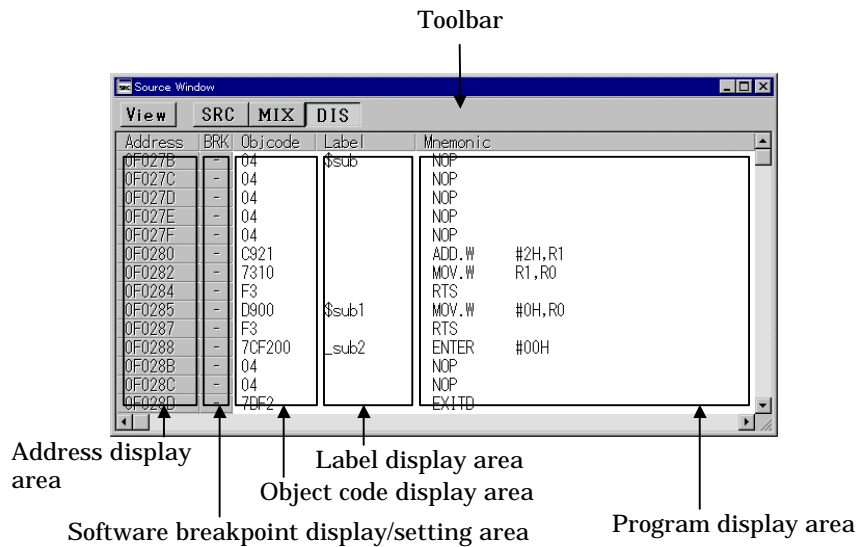 Toolbar
SRC Source Window
View SRC MIX DIS
Address BRK Objcode Label Mnemonic
0F027B - 04 $sub NOP
0F027C - 04 NOP
0F027D - 04 NOP
0F027E - 04 NOP
0F027F - 04 NOP
0F0280 - C921 ADD.W #2H,R1
0F0282 - 7310 MOV.W R1,R0
0F0284 - F3 RTS
0F0285 - D900 $sub1 MOV.W #0H,R0
0F0287 - F3 RTS
0F0288 - 7CF200 _sub2 ENTER #00H
0F028B - 04 NOP
0F028C - 04 NOP
0F028D - 7DF2 EXITD
Address display
area
Label display area
Object code display area
Software breakpoint display/setting area
Program display area